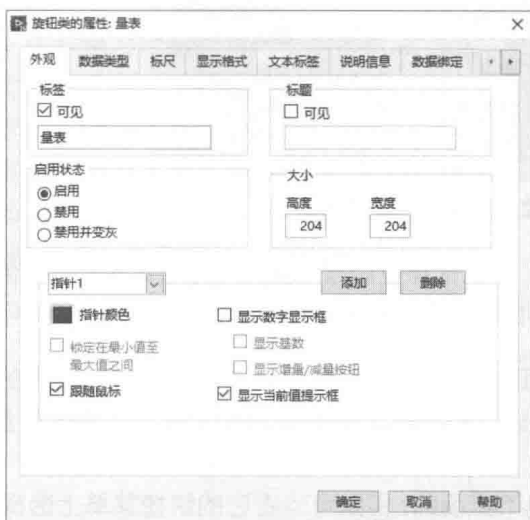 旋钮类的属性: 量表
外观 数据类型 标尺 显示格式 文本标签 说明信息 数据绑定
标签
可见
量表
标题
可见
启用状态
启用
禁用
禁用并变灰
大小
高度 宽度
204 204
指针1
添加 删除
指针颜色
锁定在最小值至
最大值之间
跟随鼠标
显示数字显示框
显示基数
显示增量/减量按钮
显示当前值提示框
确定 取消 帮助